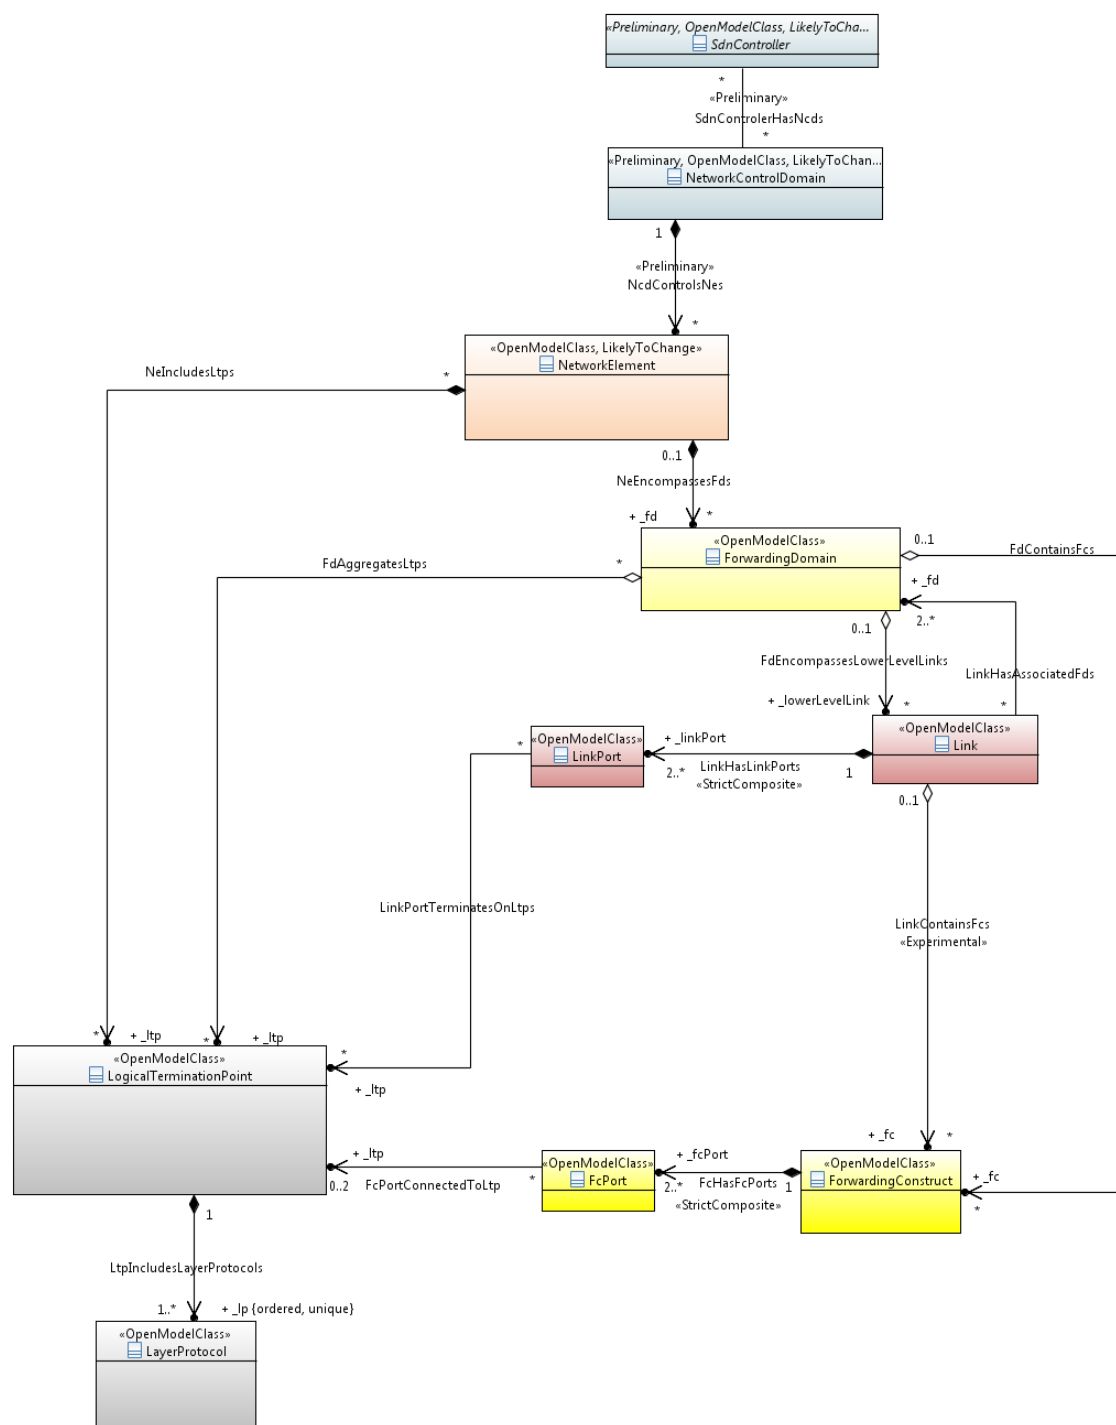 «Preliminary, OpenModelClass, LikelyToCha...
SdnController
*
«Preliminary»
SdnControlerHasNcds
*
«Preliminary, OpenModelClass, LikelyToChan...
NetworkControlDomain
1
«Preliminary»
NcdControlsNes
*
«OpenModelClass, LikelyToChange»
NetworkElement
NeIncludesLtps
*
0..1
NeEncompassesFds
+ _fd
*
«OpenModelClass»
ForwardingDomain
0..1
FdContainsFcs
FdAggregatesLtps
*
+ _fd
0..1
2..*
FdEncompassesLowerLevelLinks
LinkHasAssociatedFds
+ _lowerLevelLink
*
*
«OpenModelClass»
Link
+ _linkPort
*
«OpenModelClass»
LinkPort
LinkHasLinkPorts
2..*
1
«StrictComposite»
0..1
LinkPortTerminatesOnLtps
LinkContainsFcs
«Experimental»
*
+ _ltp
*
+ _ltp
*
«OpenModelClass»
LogicalTerminationPoint
+ _ltp
+ _fc
*
+ _ltp
+ _fcPort
«OpenModelClass»
FcPort
«OpenModelClass»
ForwardingConstruct
+ _fc
0..2
FcPortConnectedToLtp
*
2..*
FcHasFcPorts
1
«StrictComposite»
*
1
LtpIncludesLayerProtocols
1..*
+ _lp {ordered, unique}
«OpenModelClass»
LayerProtocol